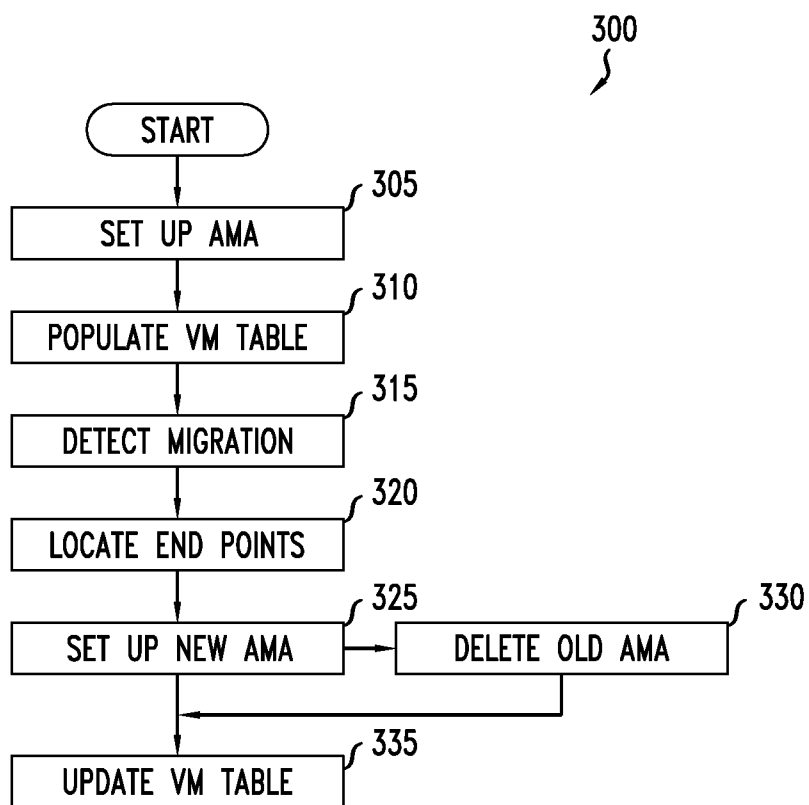 300
START
305
SET UP AMA
310
POPULATE VM TABLE
315
DETECT MIGRATION
320
LOCATE END POINTS
325
SET UP NEW AMA
330
DELETE OLD AMA
335
UPDATE VM TABLE